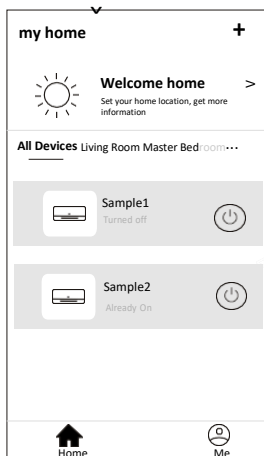 my home +
Welcome home >
Set your home location, get more
information
All Devices Living Room Master Bedroom ...
Sample1
Turned off
Sample2
Already On
Home Me